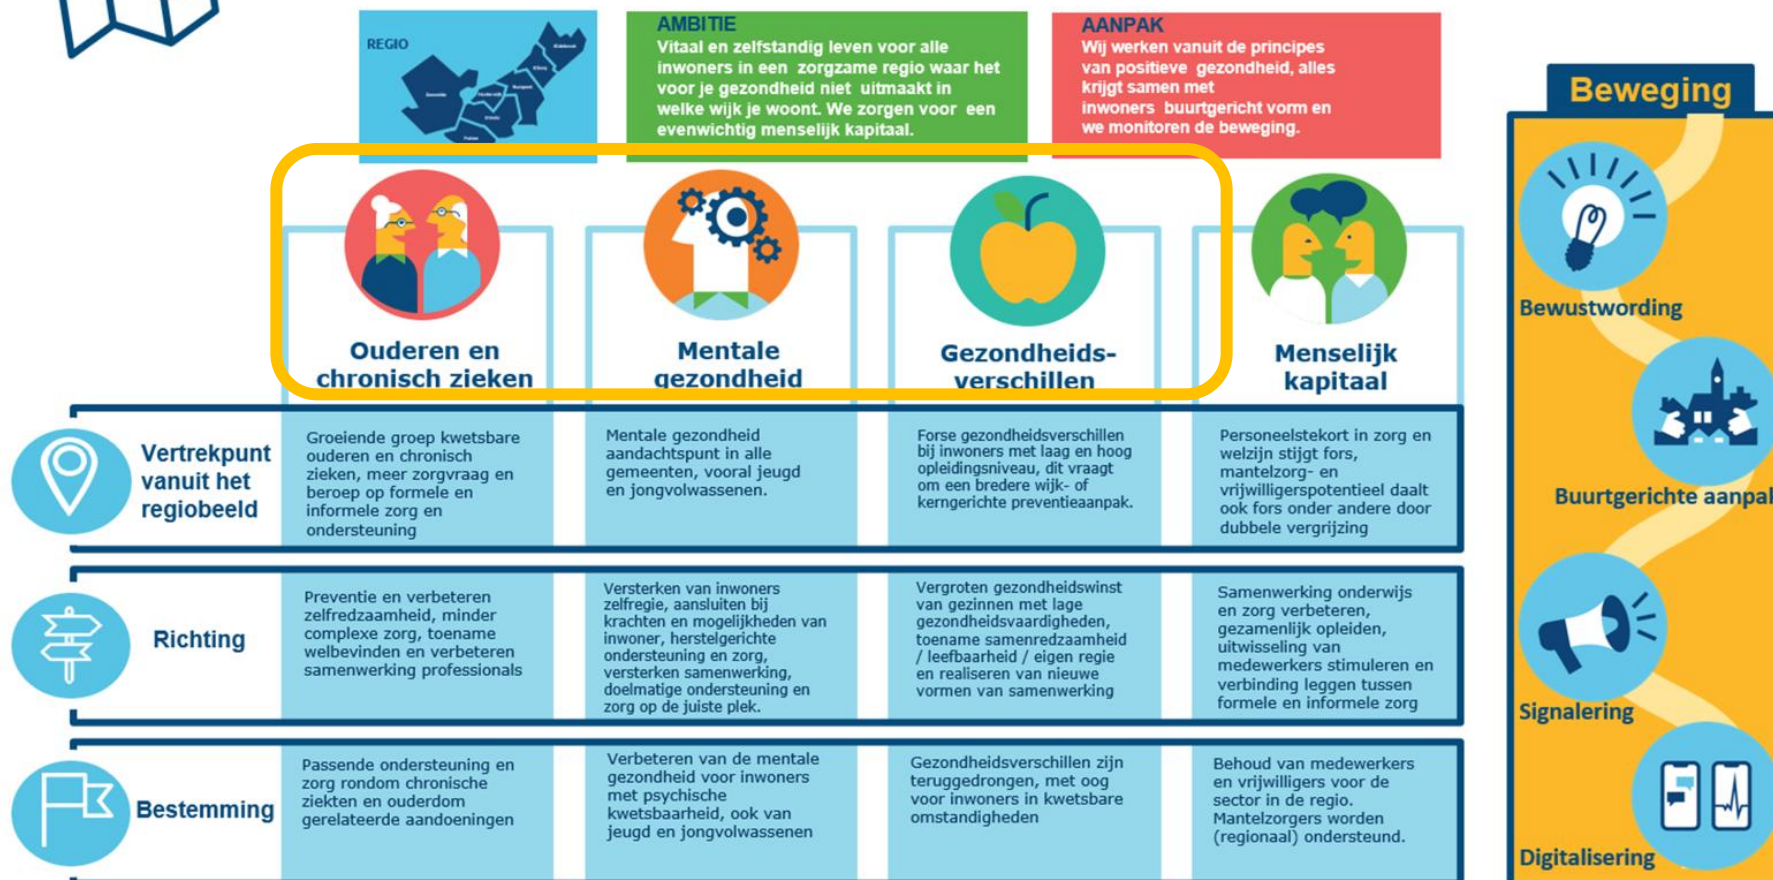 REGIO
AMBITIE
Vitaal en zelfstandig leven voor alle
inwoners in een zorgzame regio waar het
voor je gezondheid niet uitmaakt in
welke wijk je woont. We zorgen voor een
evenwichtig menselijk kapitaal.
AANPAK
Wij werken vanuit de principes
van positieve gezondheid, alles
krijgt samen met
inwoners buurtgericht vorm en
we monitoren de beweging.
Ouderen en
chronisch zieken
Mentale
gezondheid
Gezondheids-
verschillen
Menselijk
kapitaal
Vertrekpunt
vanuit het
regiobeeld
Groeiende groep kwetsbare
ouderen en chronisch
zieken, meer zorgvraag en
beroep op formele en
informele zorg en
ondersteuning
Mentale gezondheid
aandachtspunt in alle
gemeenten, vooral jeugd
en jongvolwassenen.
Forse gezondheidsverschillen
bij inwoners met laag en hoog
opleidingsniveau, dit vraagt
om een bredere wijk- of
kerngerichte preventieaanpak.
Personeelstekort in zorg en
welzijn stijgt fors,
mantelzorg- en
vrijwilligerspotentieel daalt
ook fors onder andere door
dubbele vergrijzing
Richting
Preventie en verbeteren
zelfredzaamheid, minder
complexe zorg, toename
welbevinden en verbeteren
samenwerking professionals
Versterken van inwoners
zelfregie, aansluiten bij
krachten en mogelijkheden van
inwoner, herstelgerichte
ondersteuning en zorg,
versterken samenwerking,
doelmatige ondersteuning en
zorg op de juiste plek.
Vergroten gezondheidswinst
van gezinnen met lage
gezondheidsvaardigheden,
toename samenredzaamheid
/ leefbaarheid / eigen regie
en realiseren van nieuwe
vormen van samenwerking
Samenwerking onderwijs
en zorg verbeteren,
gezamenlijk opleiden,
uitwisseling van
medewerkers stimuleren en
verbinding leggen tussen
formele en informele zorg
Bestemming
Passende ondersteuning en
zorg rondom chronische
ziekten en ouderdom
gerelateerde aandoeningen
Verbeteren van de mentale
gezondheid voor inwoners
met psychische
kwetsbaarheid, ook van
jeugd en jongvolwassenen
Gezondheidsverschillen zijn
teruggedrongen, met oog
voor inwoners in kwetsbare
omstandigheden
Behoud van medewerkers
en vrijwilligers voor de
sector in de regio.
Mantelzorgers worden
(regionaal) ondersteund.
Beweging
Bewustwording
Buurtgerichte aanpak
Signalering
Digitalisering